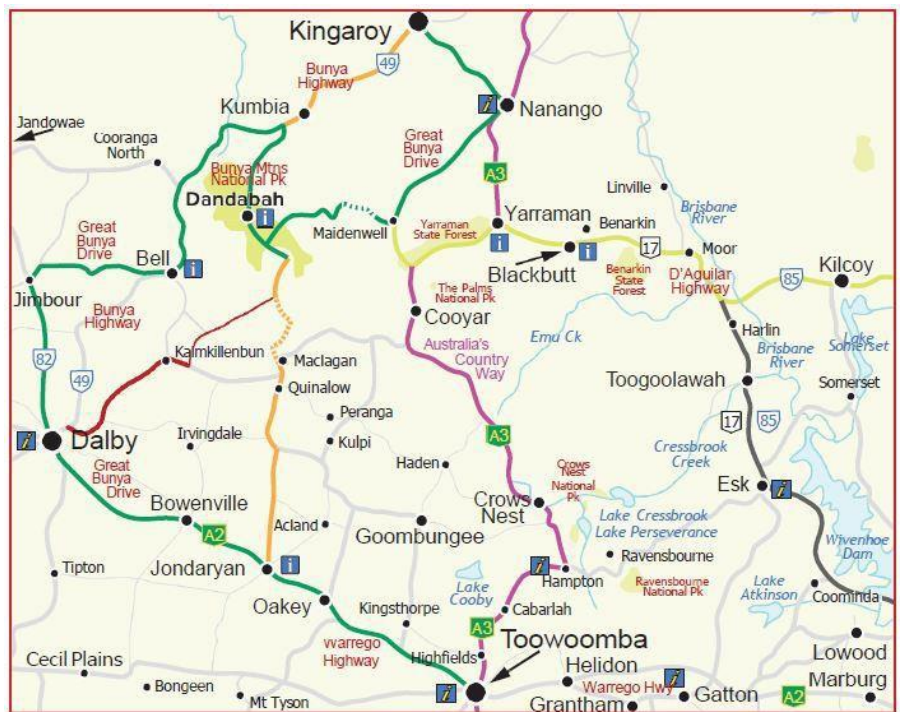 Kingaroy
49
Bunya
Highway
Kumbia
i
Nanango
Jandowae
Cooranga
North
Great
Bunya
Drive
Bunya Mtns
National Pk
Dandabah
i
A3
Linville
Brisbane
River
Maidenwell
Yarraman
State Forest
Yarraman
i
Benarkin
Blackbutt
i
17
Moor
Benarkin
State
Forest
D'Aguilar
Highway
85
Kilcoy
Great
Bunya
Drive
Bell
i
Jimbour
Bunya
Highway
The Palms
National Pk
Cooyar
Emu Ck
Harlin
Brisbane
River
Lake
Somerset
82
49
Kalmkillenbun
Maclagan
Australia's
Country
Way
Quinalow
Toogoolawah
Somerset
Peranga
17
85
i
Dalby
Irvingdale
Kulpi
A3
Haden
Cressbrook
Creek
Great
Bunya
Drive
Crows
Nest
National
Pk
Esk
i
Bowenville
Crows
Nest
A2
Acland
Goombungee
Lake Cressbrook
Lake Perseverance
Ravensbourne
Wivenhoe
Dam
Jondaryan
i
Tipton
i
Hampton
Lake
Cooby
Ravensbourne
National Pk
Lake
Atkinson
Coominda
Oakey
Kingsthorpe
Cabarlah
A3
Warrego
Highway
Toowoomba
Highfields
Lowood
Cecil Plains
Helidon
i
Marburg
Bongeen
Mt Tyson
i
Warrego Hwy
Gatton
A2
Grantham